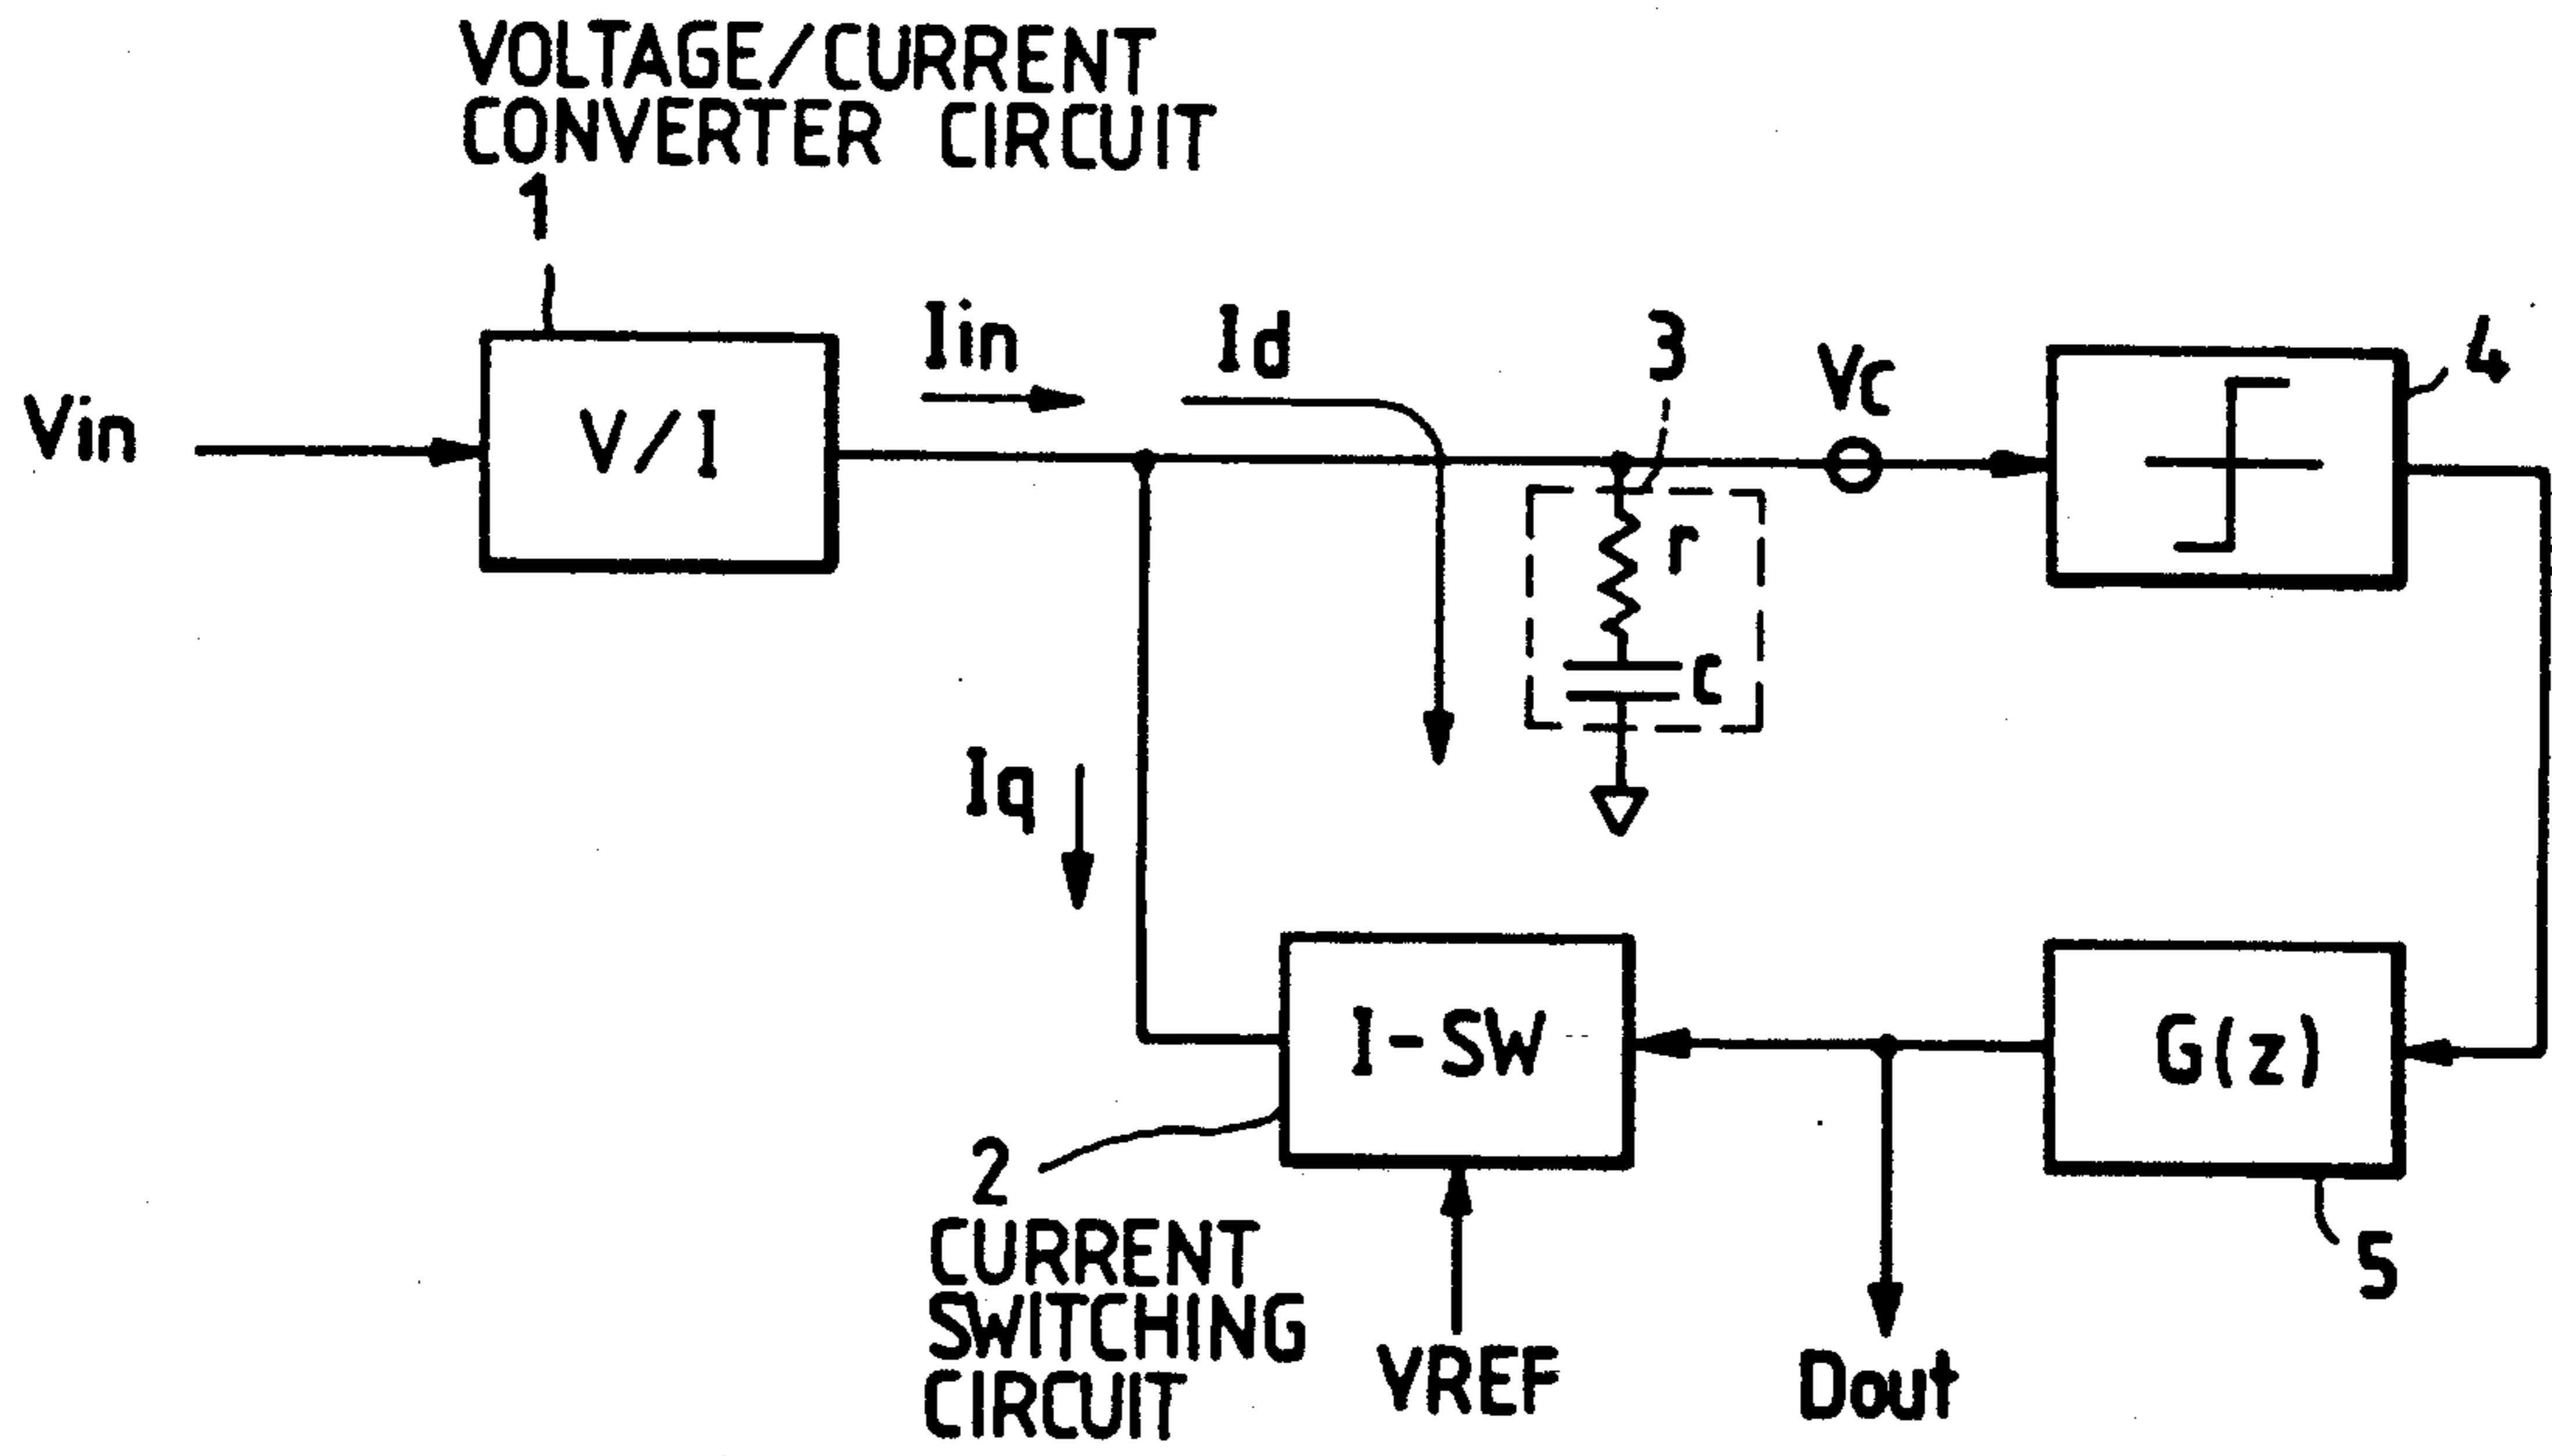 VOLTAGE/CURRENT
CONVERTER CIRCUIT
1
Vin
V/I
Iin
Id
3
Vc
4
r
c
Iq
I-SW
G(z)
2
CURRENT
SWITCHING
CIRCUIT
VREF
Dout
5